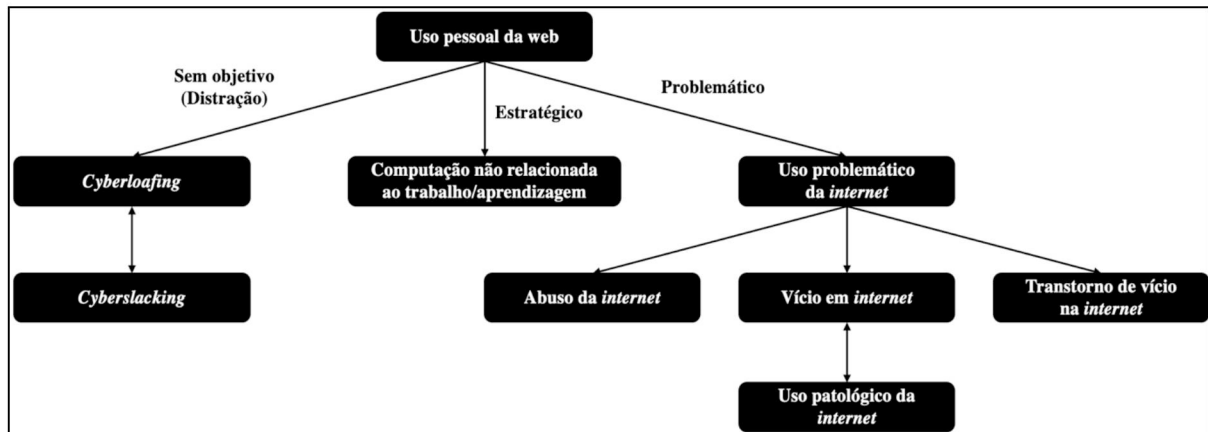 Uso pessoal da web
Sem objetivo
(Distração)
Estratégico
Problemático
Cyberloafing
Computação não relacionada
ao trabalho/aprendizagem
Uso problemático
da internet
Cyberslacking
Abuso da internet
Vício em internet
Transtorno de vício
na internet
Uso patológico da
internet